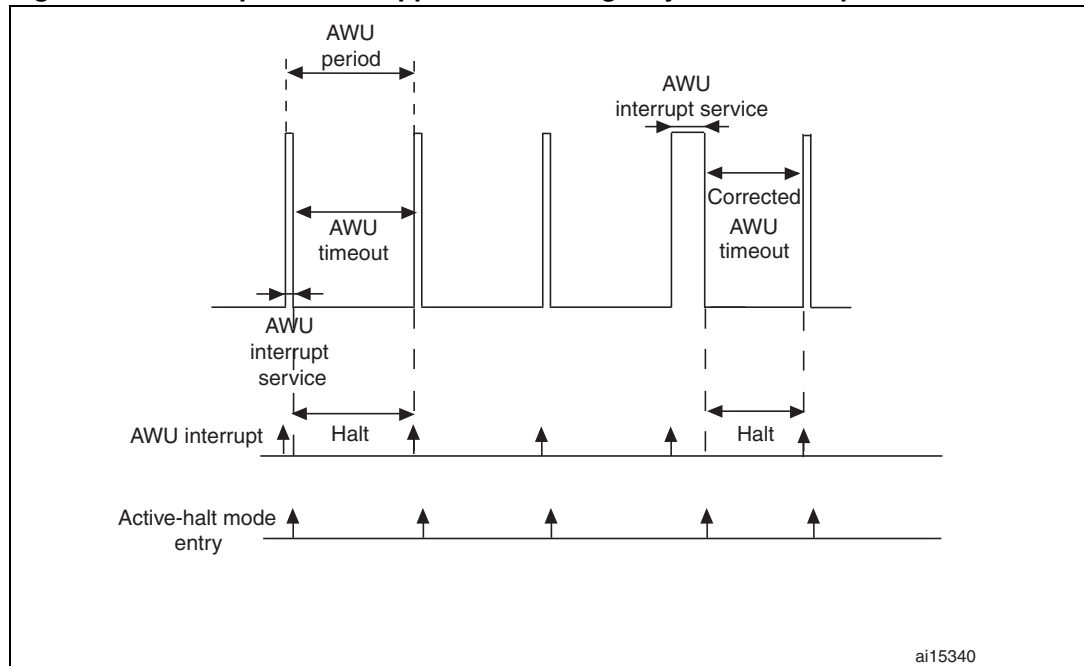 AWU
period
AWU
interrupt service
Corrected
AWU
timeout
AWU
timeout
AWU
interrupt
service
AWU interrupt
Halt
Halt
Active-halt mode
entry
ai15340